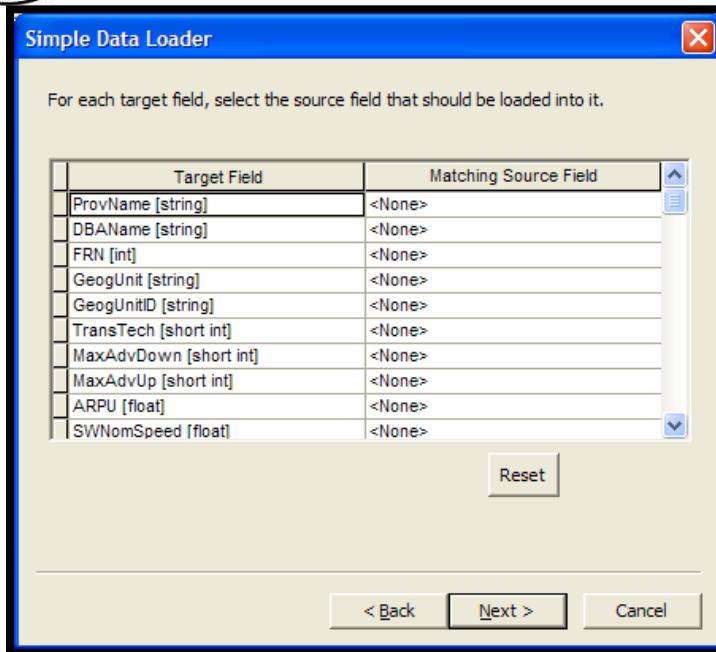 Simple Data Loader
For each target field, select the source field that should be loaded into it.
Target Field Matching Source Field
ProvName [string] <None>
DBAName [string] <None>
FRN [int] <None>
GeogUnit [string] <None>
GeogUnitID [string] <None>
TransTech [short int] <None>
MaxAdvDown [short int] <None>
MaxAdvUp [short int] <None>
ARPU [float] <None>
SWNomSpeed [float] <None>
Reset
< Back Next > Cancel